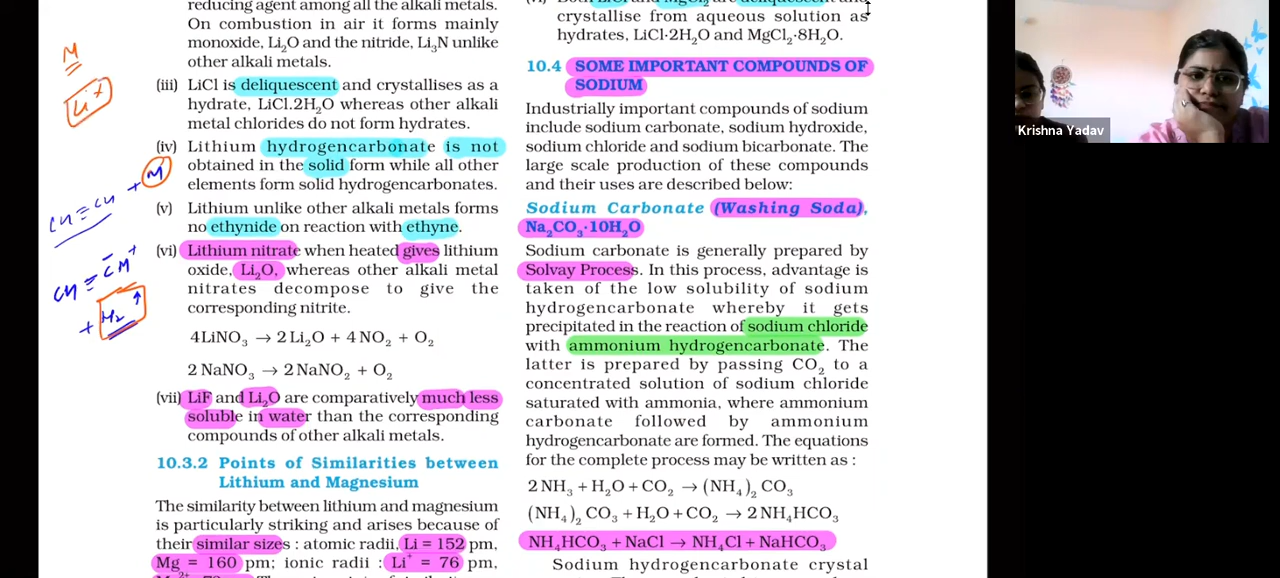 reducing agent among all the alkali metals.
On combustion in air it forms mainly
monoxide, Li₂O and the nitride, Li₃N unlike
other alkali metals.
(iii) LiCl is deliquescent and crystallises as a
hydrate, LiCl.2H₂O whereas other alkali
metal chlorides do not form hydrates.
(iv) Lithium hydrogencarbonate is not
obtained in the solid form while all other
elements form solid hydrogencarbonates.
(v) Lithium unlike other alkali metals forms
no ethynide on reaction with ethyne.
(vi) Lithium nitrate when heated gives lithium
oxide, Li₂O, whereas other alkali metal
nitrates decompose to give the
corresponding nitrite.
4LiNO₃ → 2 Li₂O + 4 NO₂ + O₂
2 NaNO₃ → 2 NaNO₂ + O₂
(vii) LiF and Li₂O are comparatively much less
soluble in water than the corresponding
compounds of other alkali metals.
10.3.2 Points of Similarities between
Lithium and Magnesium
The similarity between lithium and magnesium
is particularly striking and arises because of
their similar sizes : atomic radii, Li = 152 pm,
Mg = 160 pm; ionic radii : Li⁺ = 76 pm,
M
Li⁺
CH≡CH + M
CH≡C̄M⁺
+ H₂↑
crystallise from aqueous solution as
hydrates, LiCl·2H₂O and MgCl₂·8H₂O.
10.4 SOME IMPORTANT COMPOUNDS OF
SODIUM
Industrially important compounds of sodium
include sodium carbonate, sodium hydroxide,
sodium chloride and sodium bicarbonate. The
large scale production of these compounds
and their uses are described below:
Sodium Carbonate (Washing Soda),
Na₂CO₃·10H₂O
Sodium carbonate is generally prepared by
Solvay Process. In this process, advantage is
taken of the low solubility of sodium
hydrogencarbonate whereby it gets
precipitated in the reaction of sodium chloride
with ammonium hydrogencarbonate. The
latter is prepared by passing CO₂ to a
concentrated solution of sodium chloride
saturated with ammonia, where ammonium
carbonate followed by ammonium
hydrogencarbonate are formed. The equations
for the complete process may be written as :
2 NH₃ + H₂O + CO₂ → (NH₄)₂ CO₃
(NH₄)₂ CO₃ + H₂O + CO₂ → 2 NH₄HCO₃
NH₄HCO₃ + NaCl → NH₄Cl + NaHCO₃
Sodium hydrogencarbonate crystal
Krishna Yadav